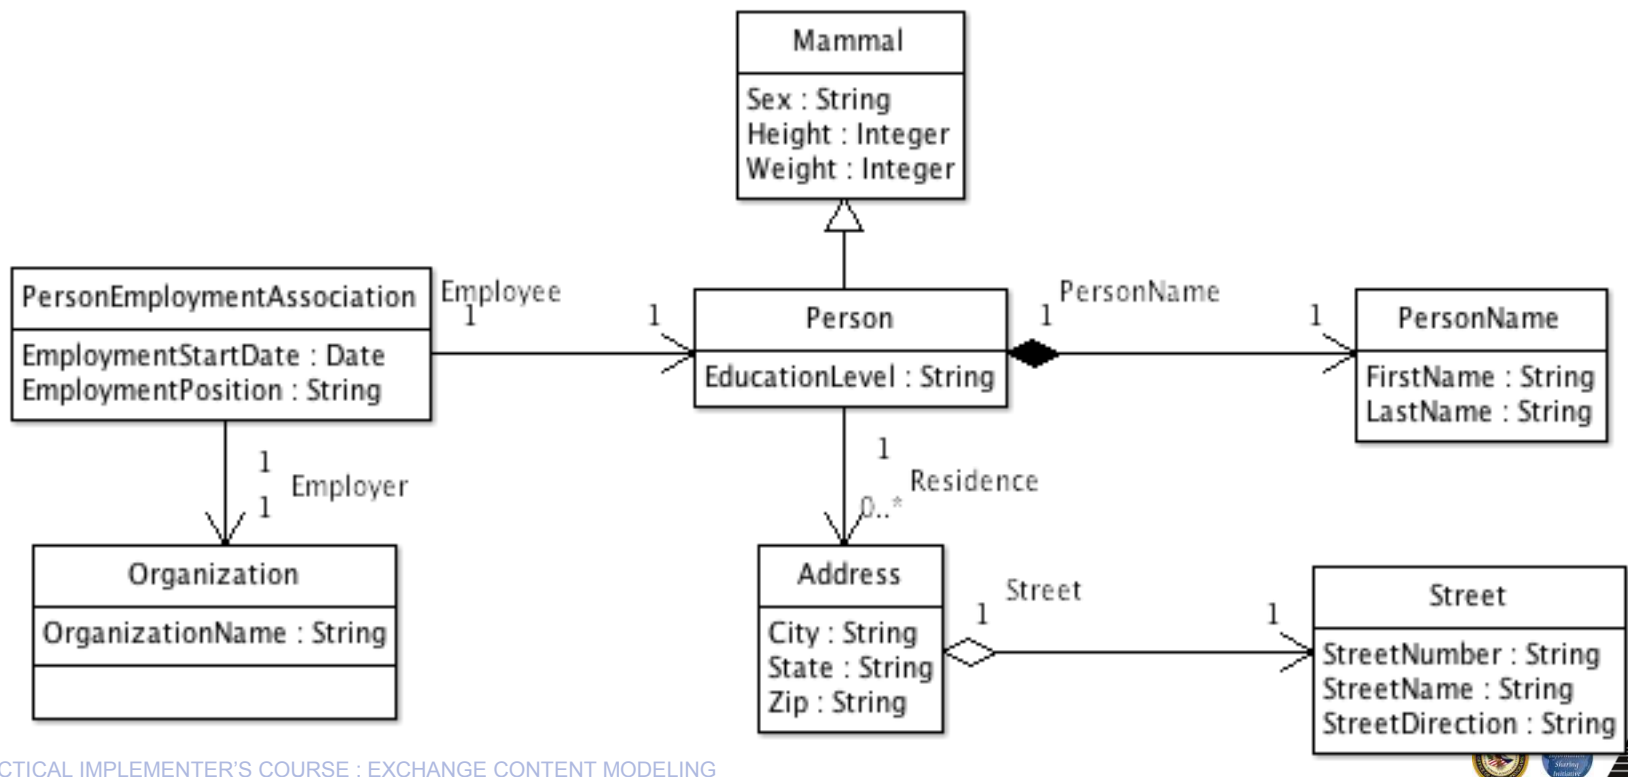 Mammal
Sex : String
Height : Integer
Weight : Integer
PersonEmploymentAssociation
EmploymentStartDate : Date
EmploymentPosition : String
Employee
1
1
Person
EducationLevel : String
PersonName
1
1
PersonName
FirstName : String
LastName : String
1
Employer
1
1
Residence
0..*
Organization
OrganizationName : String
Address
City : String
State : String
Zip : String
Street
1
1
Street
StreetNumber : String
StreetName : String
StreetDirection : String
CTICAL IMPLEMENTER'S COURSE : EXCHANGE CONTENT MODELING
Sharing
Initiative